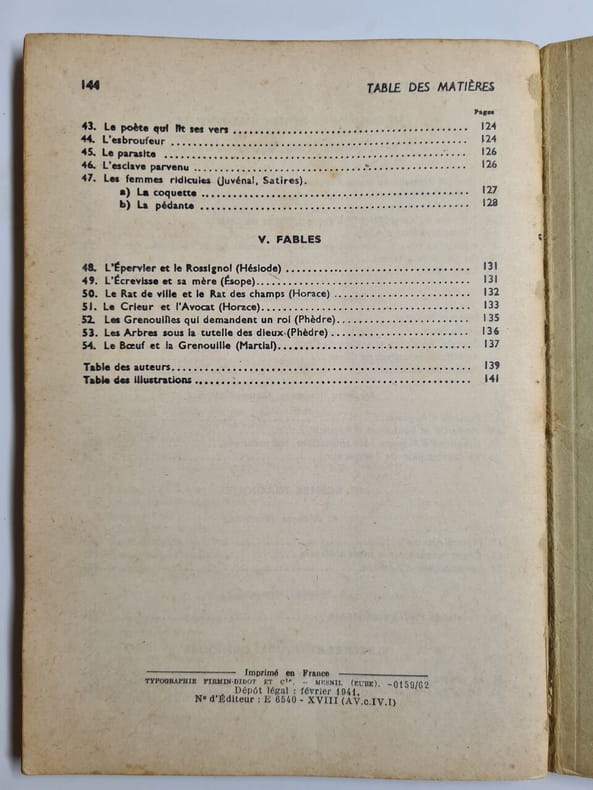 144 TABLE DES MATIÈRES
Pages
43. Le poète qui lit ses vers ........ 124
44. L'esbroufeur ........ 124
45. Le parasite ........ 126
46. L'esclave parvenu ........ 126
47. Les femmes ridicules (Juvénal, Satires).
a) La coquette ........ 127
b) La pédante ........ 128
V. FABLES
48. L'Épervier et le Rossignol (Hésiode) ........ 131
49. L'Écrevisse et sa mère (Ésope) ........ 131
50. Le Rat de ville et le Rat des champs (Horace) ........ 132
51. Le Crieur et l'Avocat (Horace) ........ 133
52. Les Grenouilles qui demandent un roi (Phèdre) ........ 135
53. Les Arbres sous la tutelle des dieux (Phèdre) ........ 136
54. Le Bœuf et la Grenouille (Martial) ........ 137
Table des auteurs ........ 139
Table des illustrations ........ 141
Imprimé en France
TYPOGRAPHIE FIRMIN-DIDOT ET Cie. — MESNIL (EURE). -0159/62
Dépôt légal : février 1941.
N° d'Éditeur : E 6540 - XVIII (AV.c.IV.I)